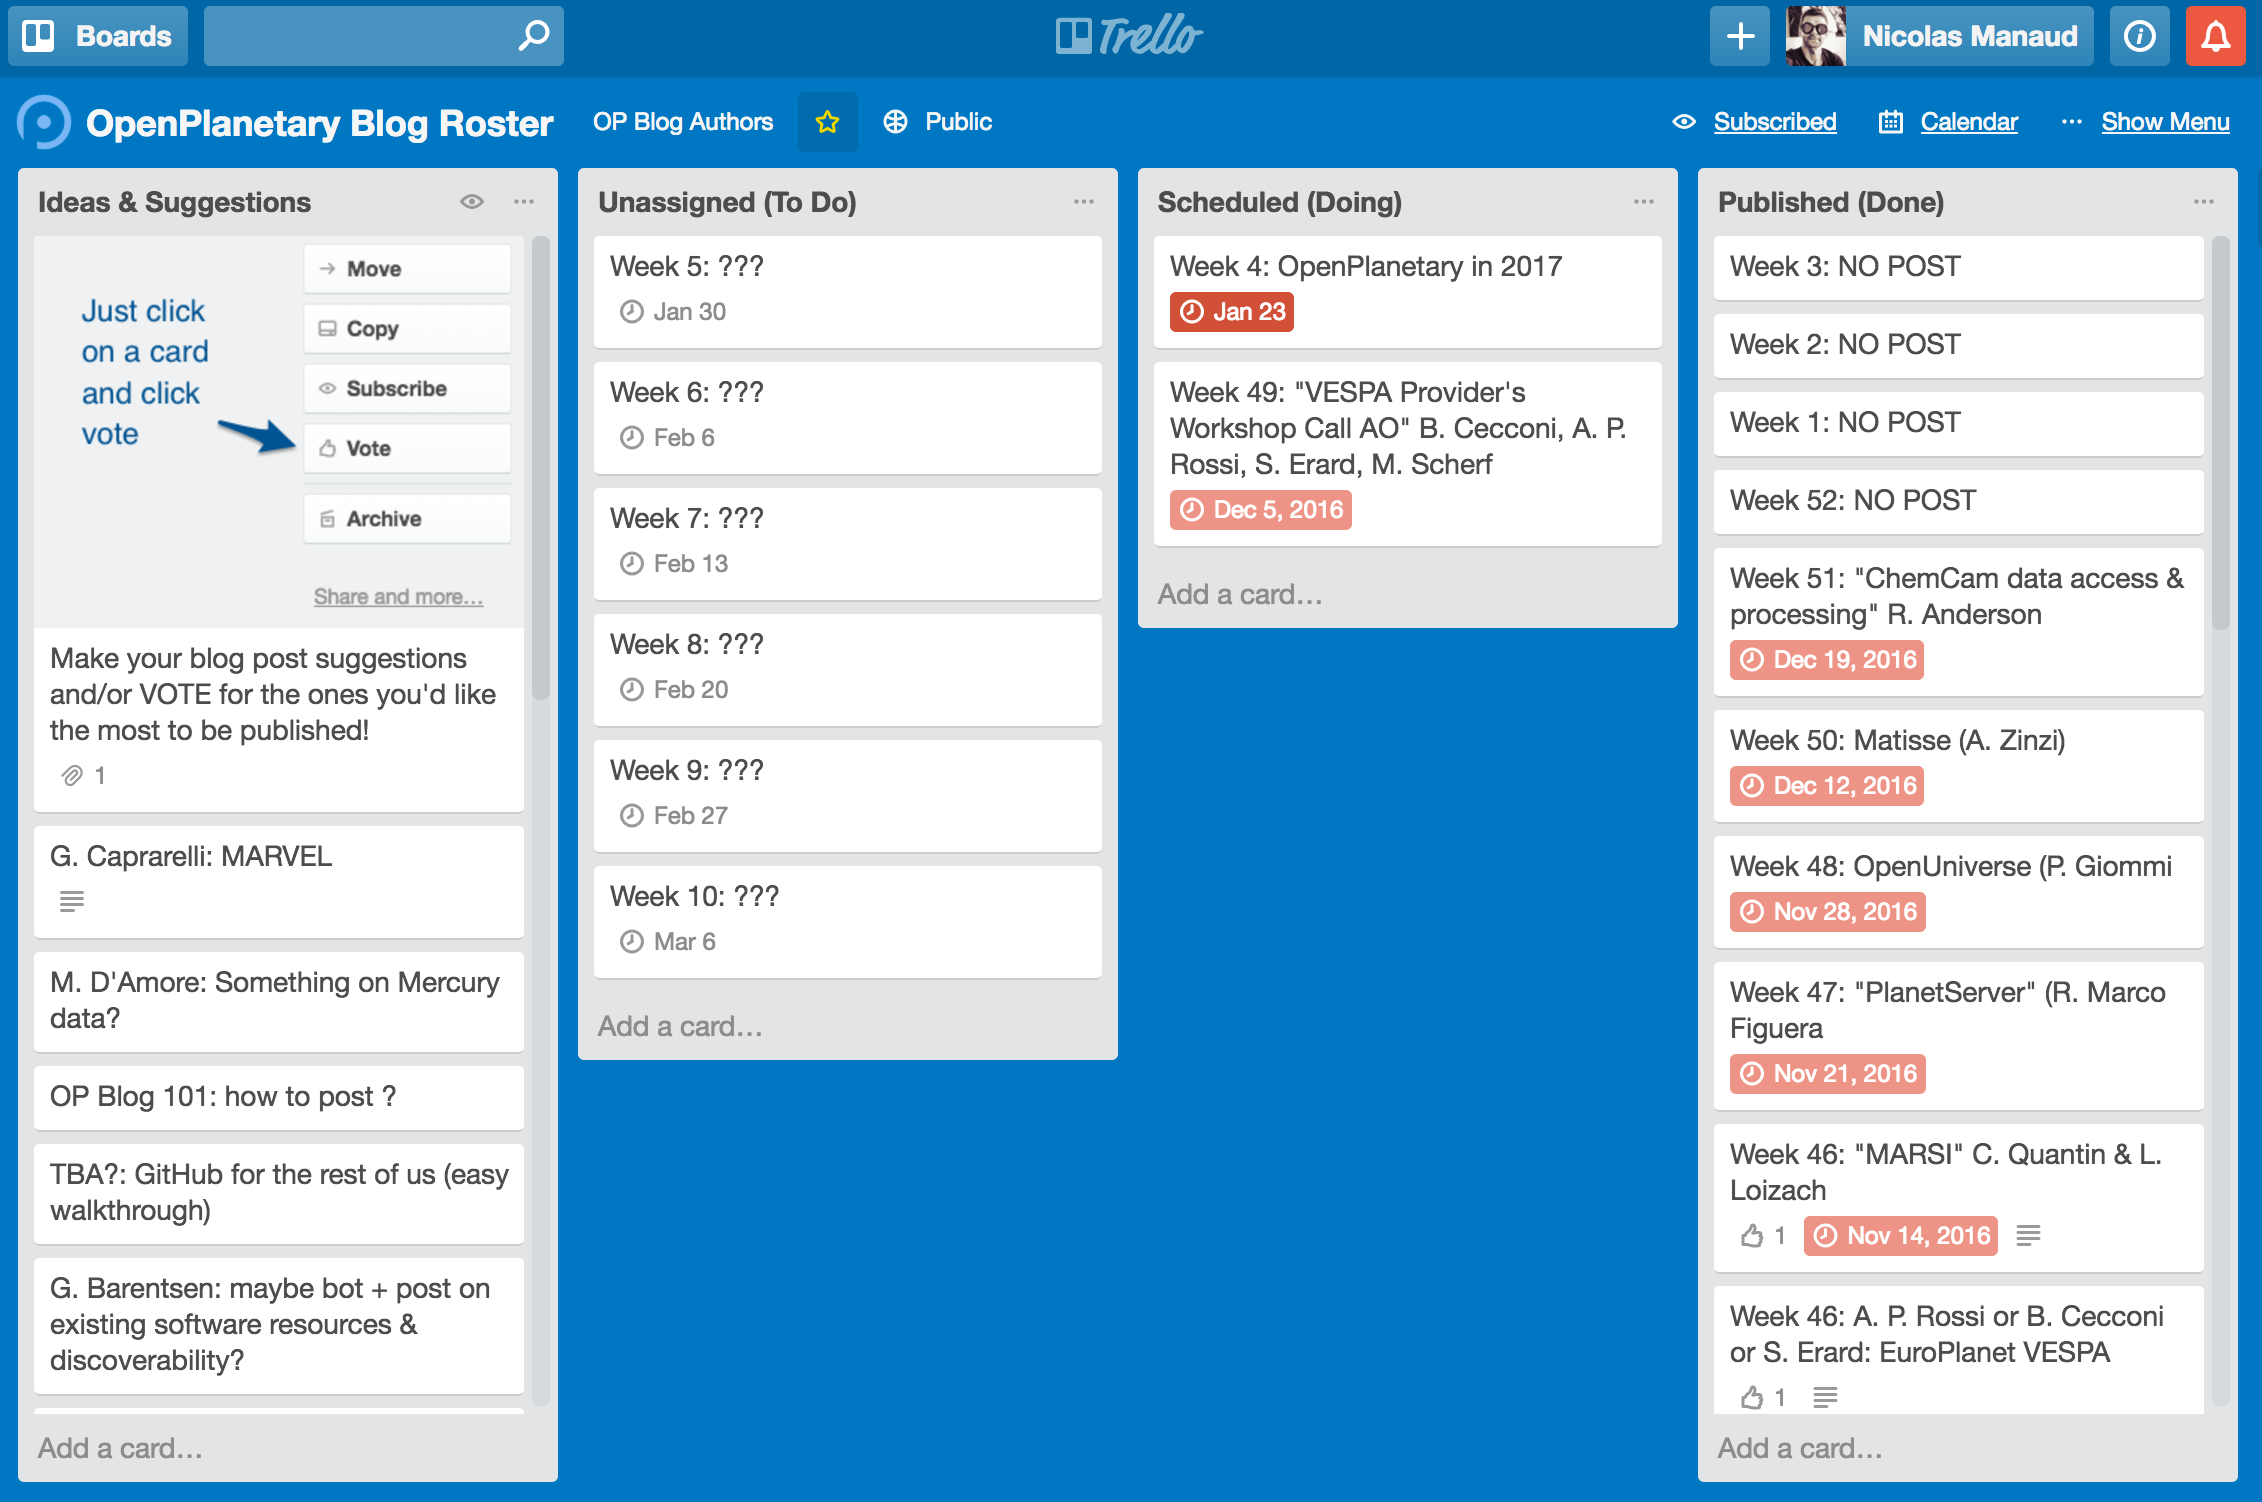 Boards
Trello
Nicolas Manaud
OpenPlanetary Blog Roster
OP Blog Authors
Public
Subscribed
Calendar
Show Menu
Ideas & Suggestions
Just click
on a card
and click
vote
Move
Copy
Subscribe
Vote
Archive
Share and more...
Make your blog post suggestions
and/or VOTE for the ones you'd like
the most to be published!
1
G. Caprarelli: MARVEL
M. D'Amore: Something on Mercury
data?
OP Blog 101: how to post ?
TBA?: GitHub for the rest of us (easy
walkthrough)
G. Barentsen: maybe bot + post on
existing software resources &
discoverability?
Add a card...
Unassigned (To Do)
Week 5: ???
Jan 30
Week 6: ???
Feb 6
Week 7: ???
Feb 13
Week 8: ???
Feb 20
Week 9: ???
Feb 27
Week 10: ???
Mar 6
Add a card...
Scheduled (Doing)
Week 4: OpenPlanetary in 2017
Jan 23
Week 49: "VESPA Provider's
Workshop Call AO" B. Cecconi, A. P.
Rossi, S. Erard, M. Scherf
Dec 5, 2016
Add a card...
Published (Done)
Week 3: NO POST
Week 2: NO POST
Week 1: NO POST
Week 52: NO POST
Week 51: "ChemCam data access &
processing" R. Anderson
Dec 19, 2016
Week 50: Matisse (A. Zinzi)
Dec 12, 2016
Week 48: OpenUniverse (P. Giommi
Nov 28, 2016
Week 47: "PlanetServer" (R. Marco
Figuera
Nov 21, 2016
Week 46: "MARSI" C. Quantin & L.
Loizach
1 Nov 14, 2016
Week 46: A. P. Rossi or B. Cecconi
or S. Erard: EuroPlanet VESPA
1
Add a card...